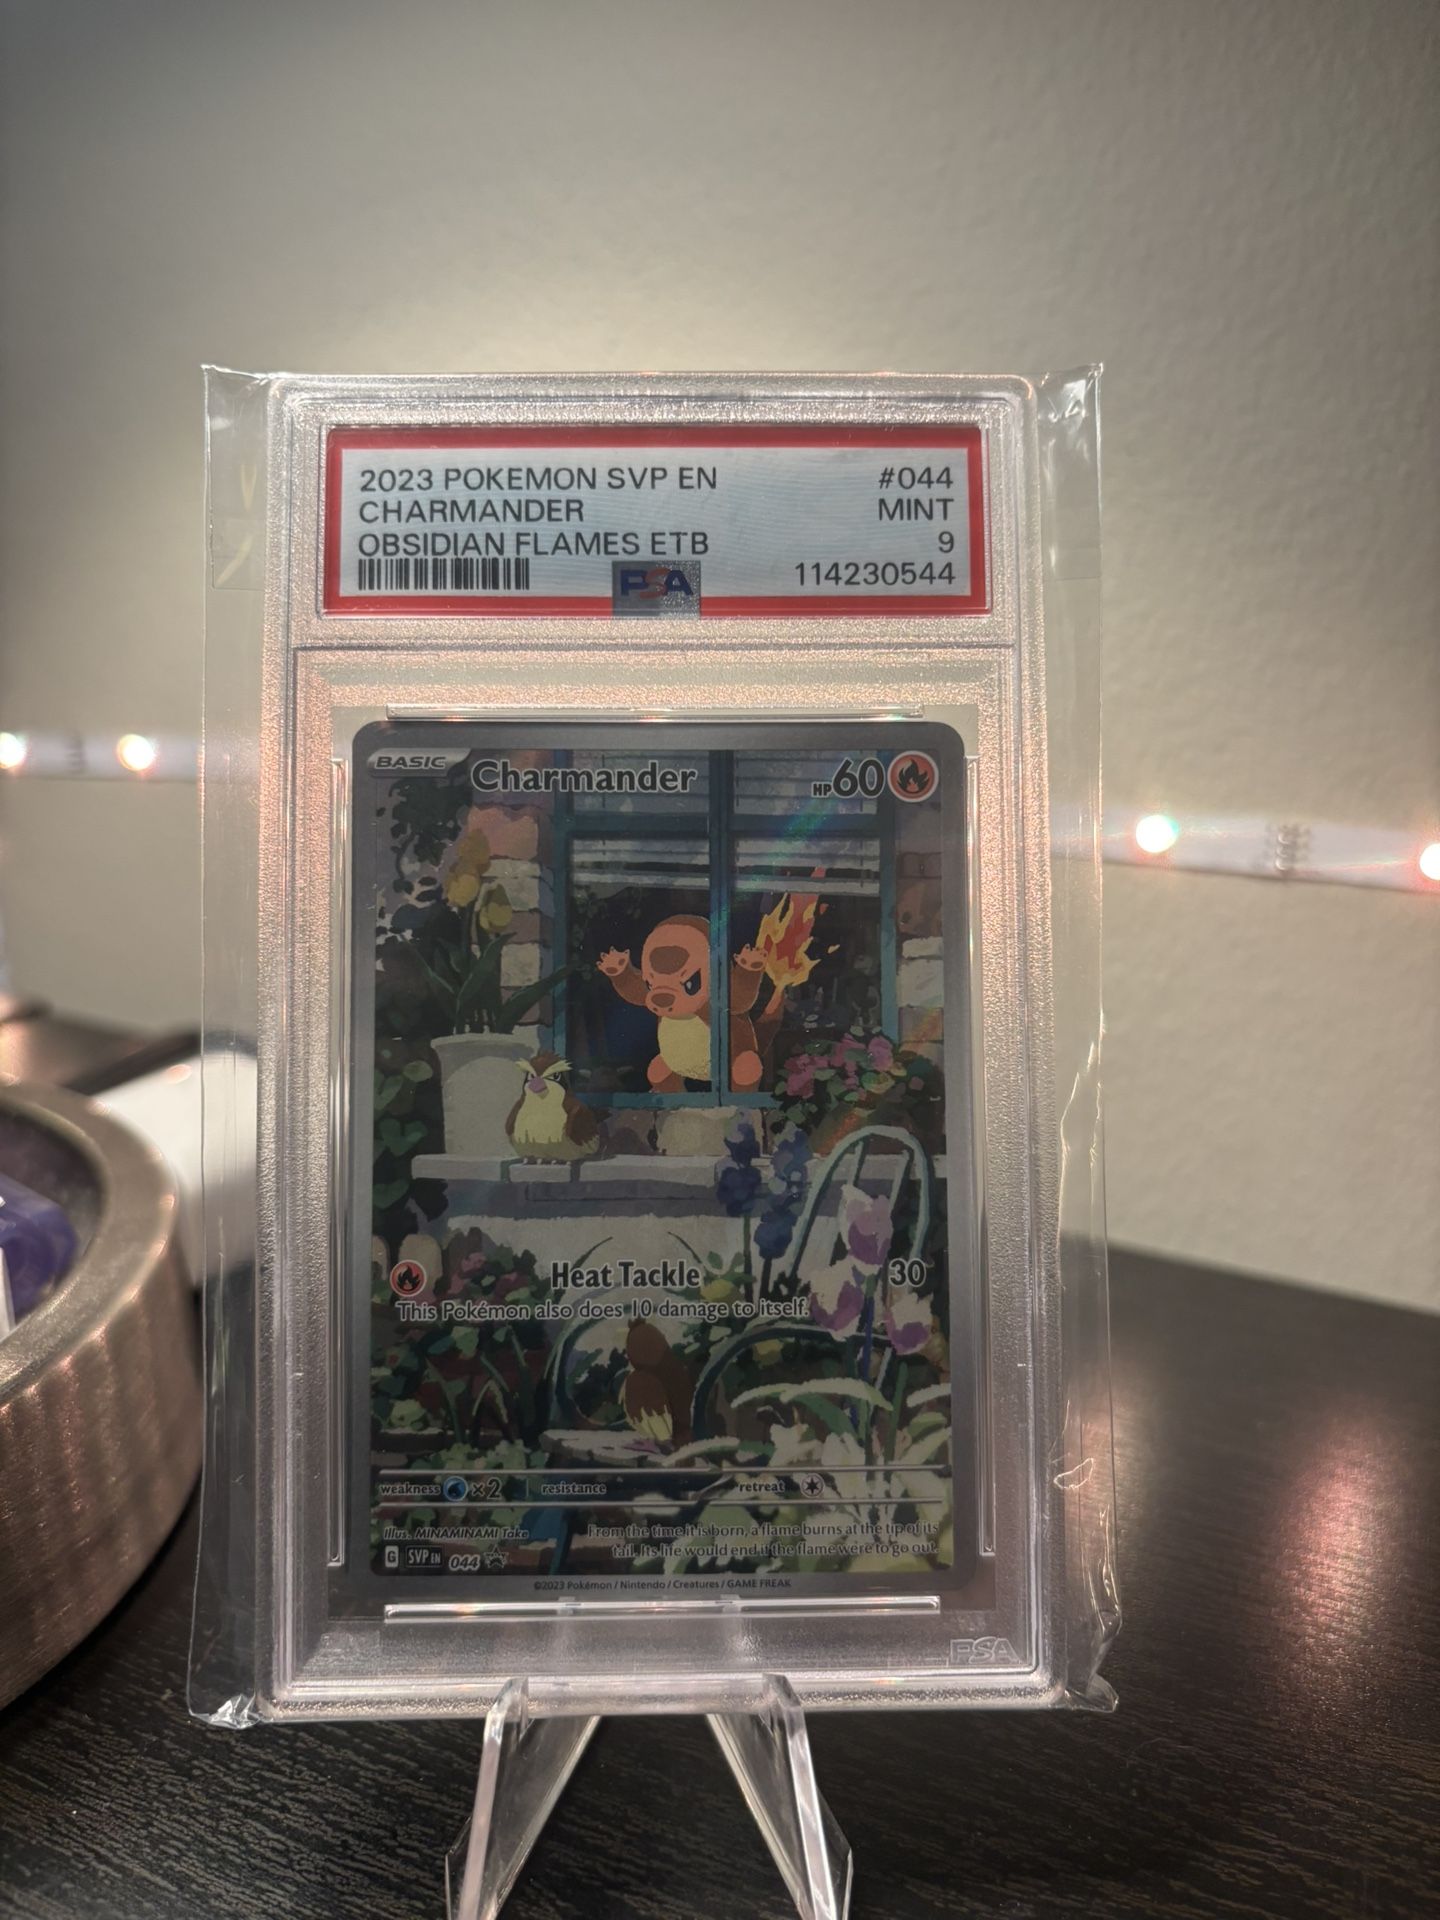 2023 POKEMON SVP EN #044
CHARMANDER MINT
OBSIDIAN FLAMES ETB 9
PSA 114230544
BASIC Charmander HP 60
Heat Tackle 30
This Pokémon also does 10 damage to itself.
weakness ×2 resistance retreat
Illus. MINAMINAMI Take
From the time it is born, a flame burns at the tip of its
tail. Its life would end if the flame were to go out.
G SVP EN 044
©2023 Pokémon / Nintendo / Creatures / GAME FREAK
PSA